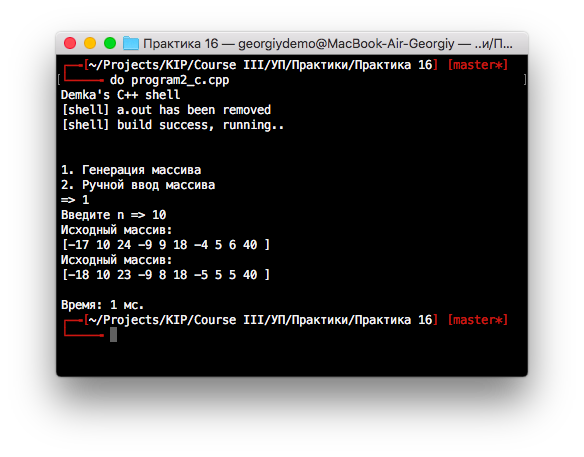 Практика 16 — georgiydemo@MacBook-Air-Georgiy — ..и/П...
[~/Projects/KIP/Course III/УП/Практики/Практика 16] [master*]
do program2_c.cpp
Demka's C++ shell
[shell] a.out has been removed
[shell] build success, running..
1. Генерация массива
2. Ручной ввод массива
=> 1
Введите n => 10
Исходный массив:
[-17 10 24 -9 9 18 -4 5 6 40 ]
Исходный массив:
[-18 10 23 -9 8 18 -5 5 5 40 ]
Время: 1 мс.
[~/Projects/KIP/Course III/УП/Практики/Практика 16] [master*]